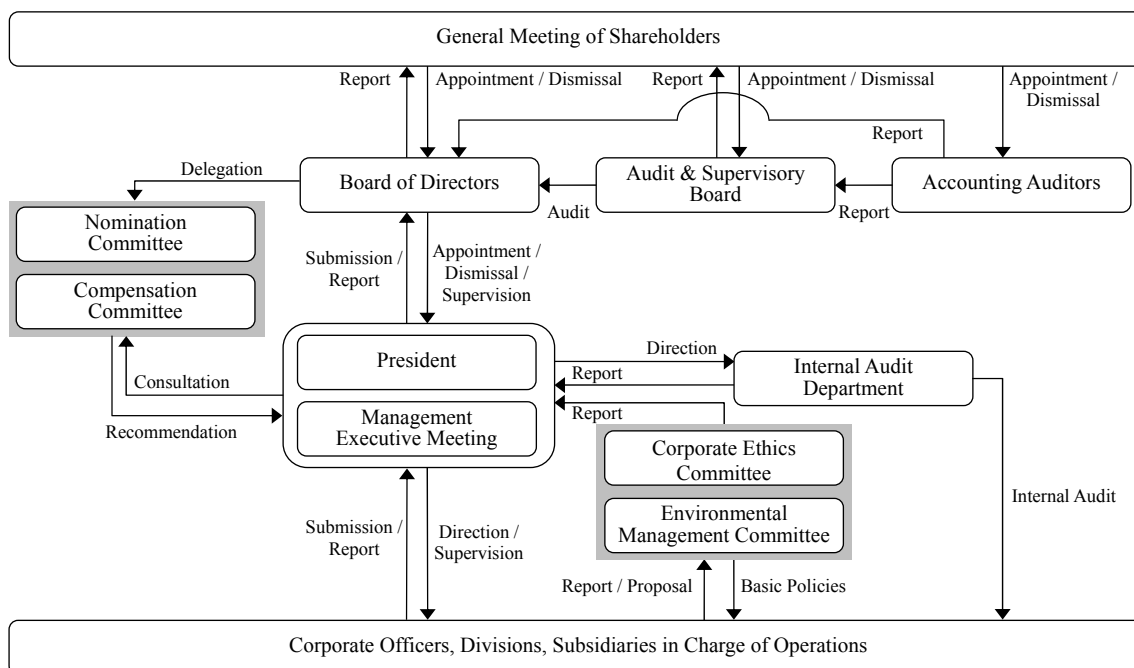 General Meeting of Shareholders
Report
Appointment / Dismissal
Report
Appointment / Dismissal
Appointment
/ Dismissal
Report
Delegation
Board of Directors
Audit & Supervisory
Board
Accounting Auditors
Audit
Report
Nomination
Committee
Compensation
Committee
Submission /
Report
Appointment /
Dismissal /
Supervision
President
Management
Executive Meeting
Direction
Report
Internal Audit
Department
Consultation
Recommendation
Report
Corporate Ethics
Committee
Environmental
Management Committee
Internal Audit
Submission /
Report
Direction /
Supervision
Report / Proposal
Basic Policies
Corporate Officers, Divisions, Subsidiaries in Charge of Operations